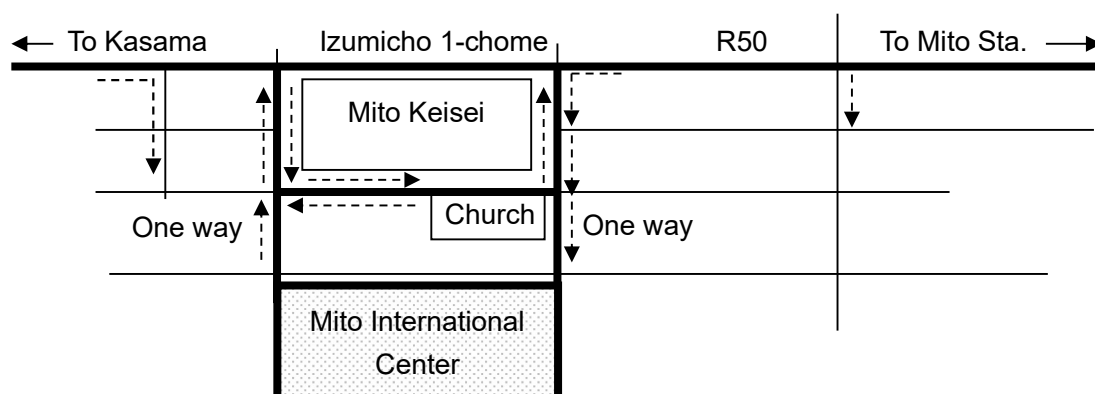 To Kasama
Izumicho 1-chome
R50
To Mito Sta.
Mito Keisei
Church
One way
One way
Mito International
Center